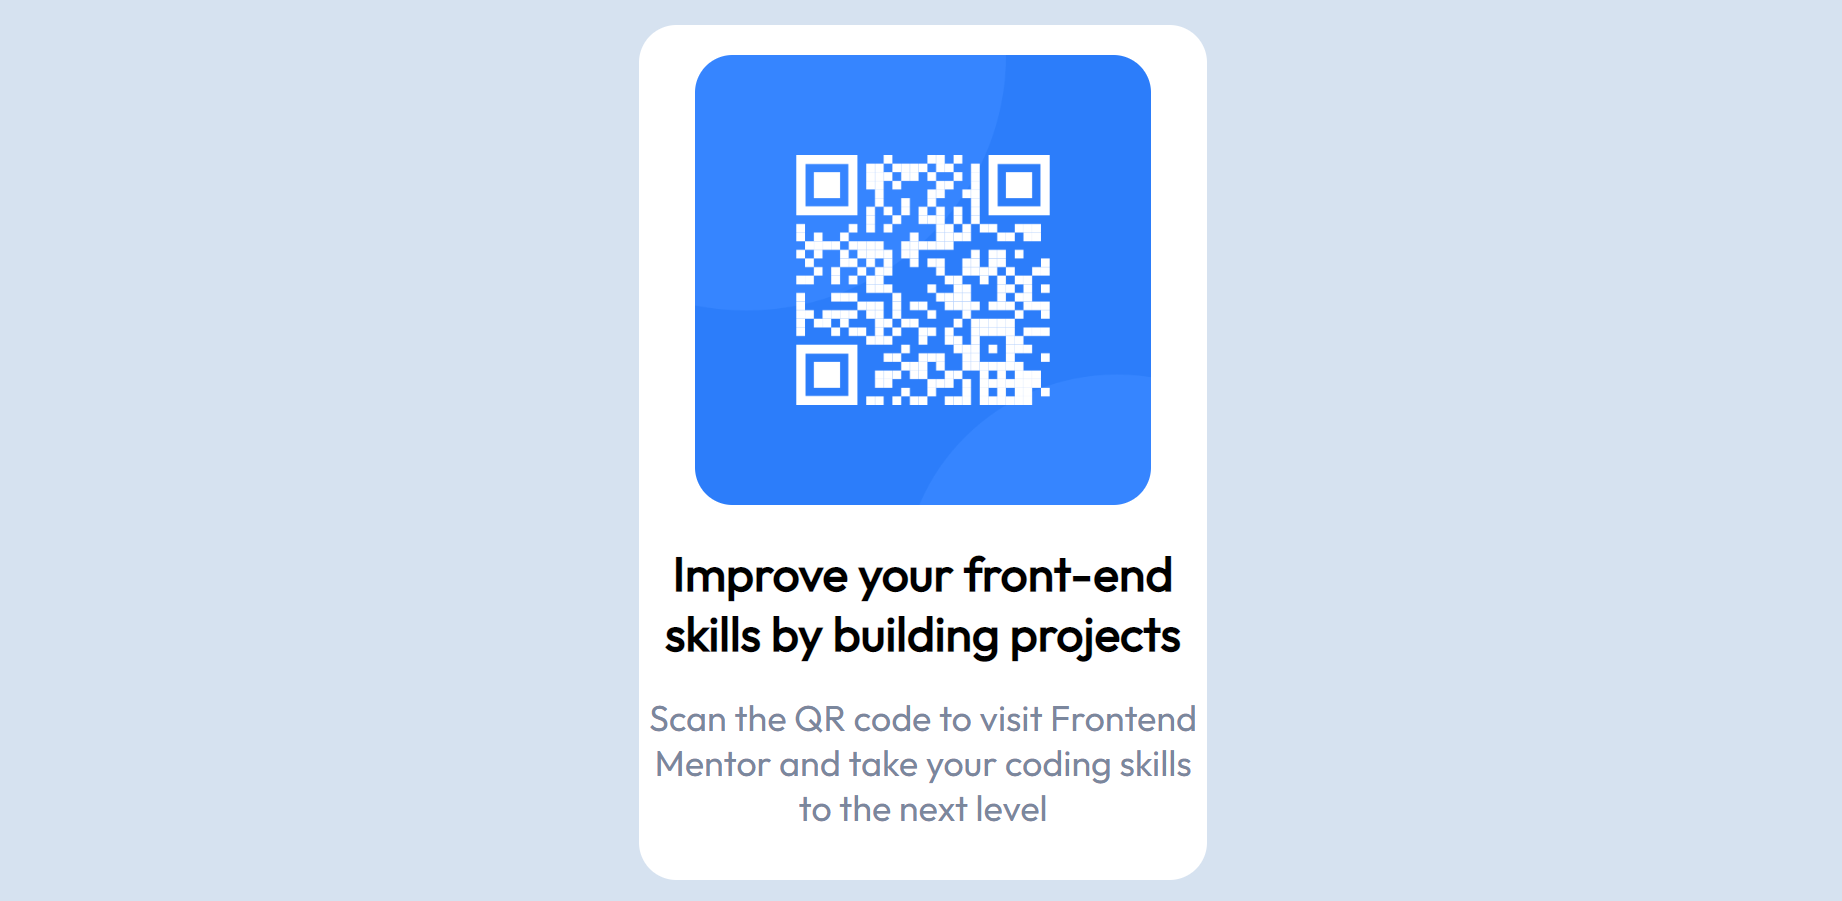 Improve your front-end
skills by building projects
Scan the QR code to visit Frontend
Mentor and take your coding skills
to the next level